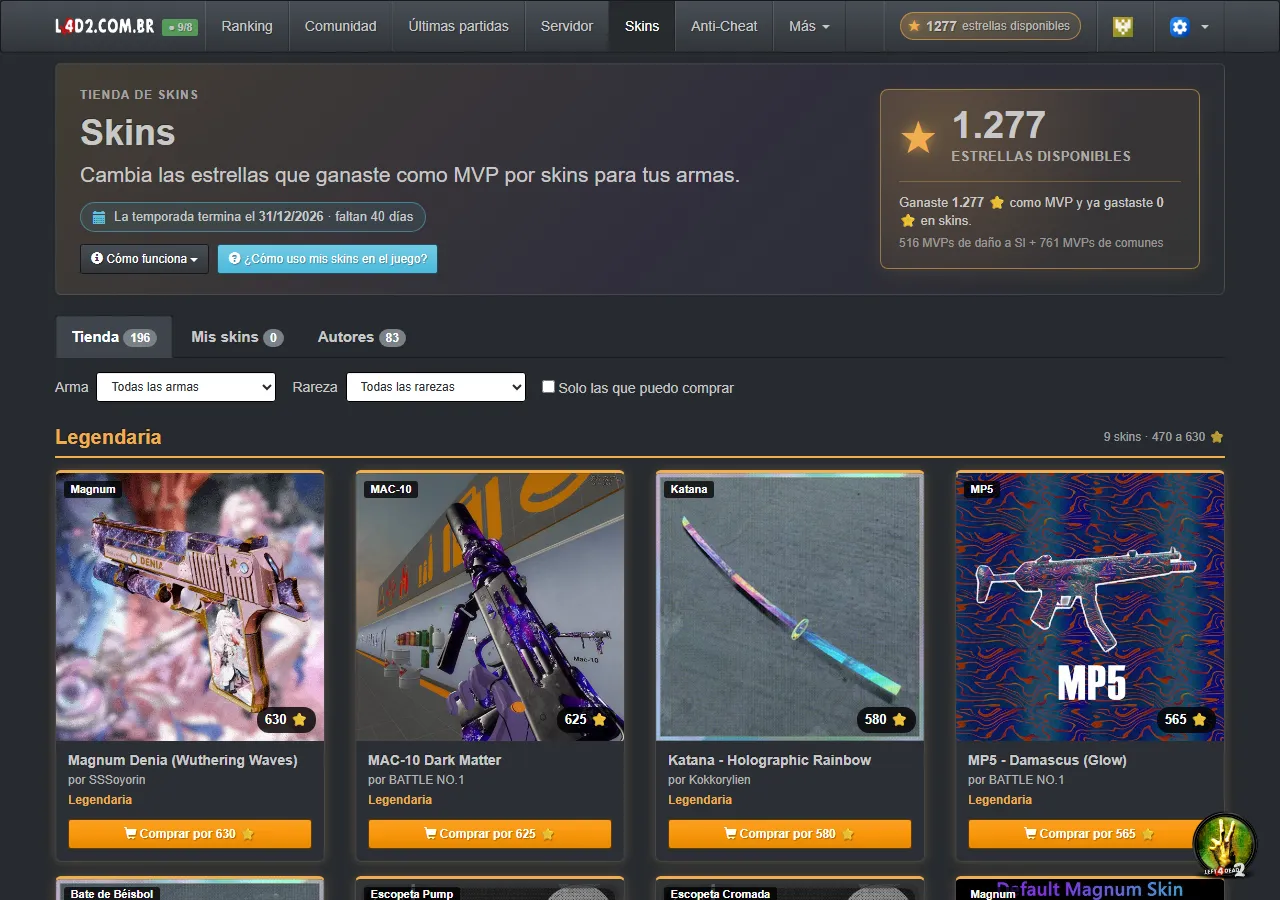 L4D2.COM.BR
9/8
Ranking
Comunidad
Últimas partidas
Servidor
Skins
Anti-Cheat
Más
1277 estrellas disponibles
TIENDA DE SKINS
Skins
Cambia las estrellas que ganaste como MVP por skins para tus armas.
La temporada termina el 31/12/2026 · faltan 40 días
Cómo funciona
¿Cómo uso mis skins en el juego?
1.277
ESTRELLAS DISPONIBLES
Ganaste 1.277 como MVP y ya gastaste 0
en skins.
516 MVPs de daño a SI + 761 MVPs de comunes
Tienda 196
Mis skins 0
Autores 83
Arma
Todas las armas
Rareza
Todas las rarezas
Solo las que puedo comprar
Legendaria
9 skins · 470 a 630
Magnum
DENIA
630
Magnum Denia (Wuthering Waves)
por SSSoyorin
Legendaria
Comprar por 630
MAC-10
Mac-10
625
MAC-10 Dark Matter
por BATTLE NO.1
Legendaria
Comprar por 625
Katana
580
Katana - Holographic Rainbow
por Kokkorylien
Legendaria
Comprar por 580
MP5
MP5
565
MP5 - Damascus (Glow)
por BATTLE NO.1
Legendaria
Comprar por 565
LEFT 4 DEAD 2
Bate de Béisbol
Escopeta Pump
Escopeta Cromada
Magnum
Default Magnum Skin